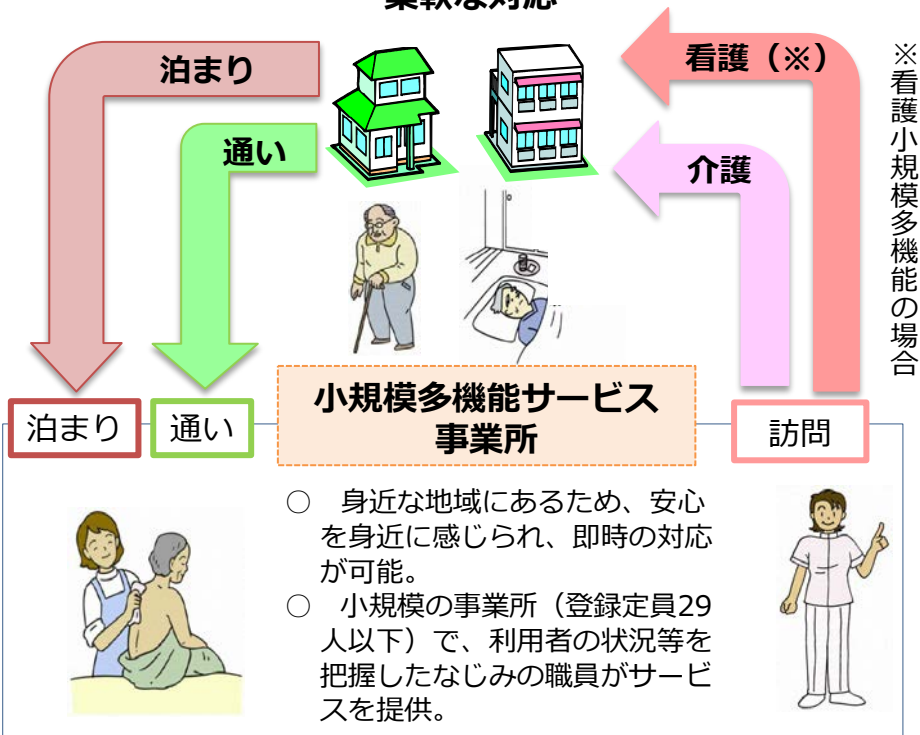 柔軟な対応
泊まり
通い
看護（※）
介護
※看護小規模多機能の場合
泊まり
通い
小規模多機能サービス
事業所
訪問
○　身近な地域にあるため、安心
を身近に感じられ、即時の対応
が可能。
○　小規模の事業所（登録定員29
人以下）で、利用者の状況等を
把握したなじみの職員がサービ
スを提供。